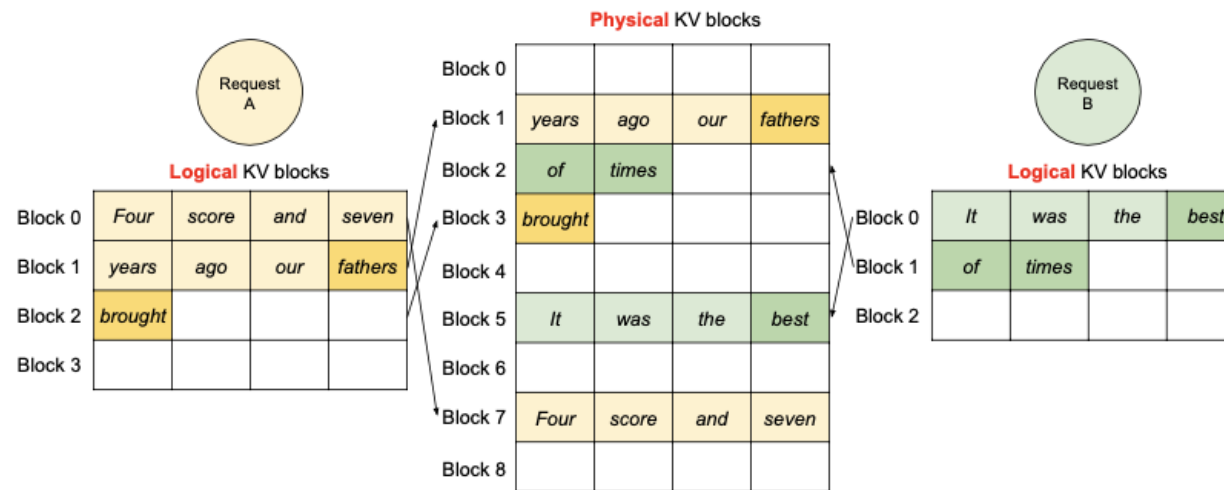 Physical KV blocks
Request
A
Logical KV blocks
Block 0 Four score and seven
Block 1 years ago our fathers
Block 2 brought
Block 3
Block 0
Block 1 years ago our fathers
Block 2 of times
Block 3 brought
Block 4
Block 5 It was the best
Block 6
Block 7 Four score and seven
Block 8
Request
B
Logical KV blocks
Block 0 It was the best
Block 1 of times
Block 2